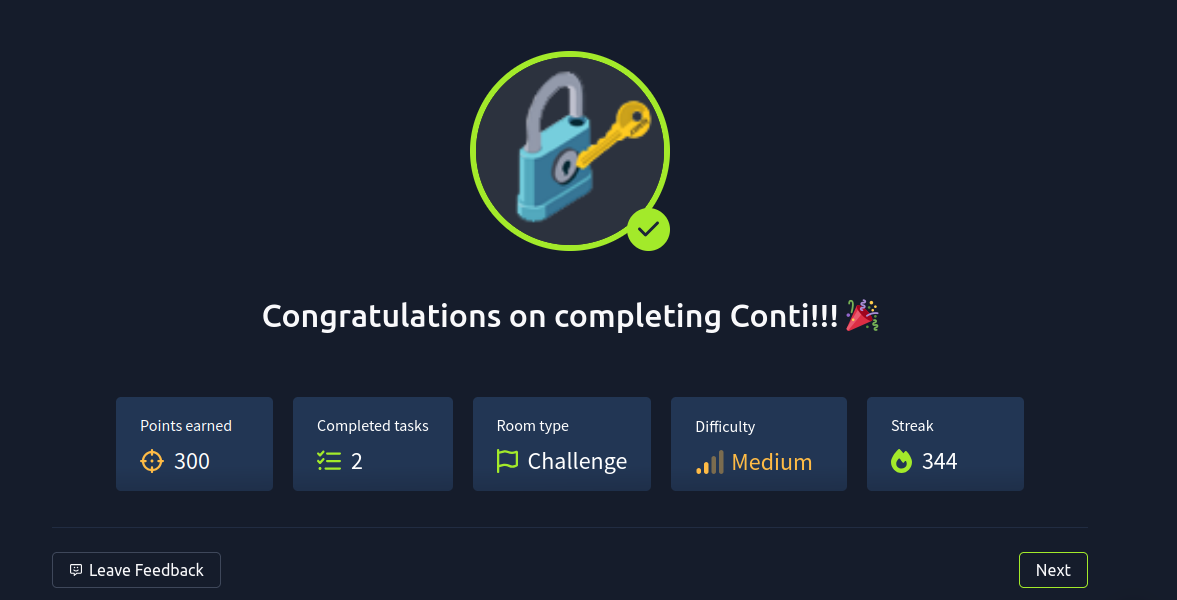 Congratulations on completing Conti!!! 🎉
Points earned
300
Completed tasks
2
Room type
Challenge
Difficulty
Medium
Streak
344
Leave Feedback
Next